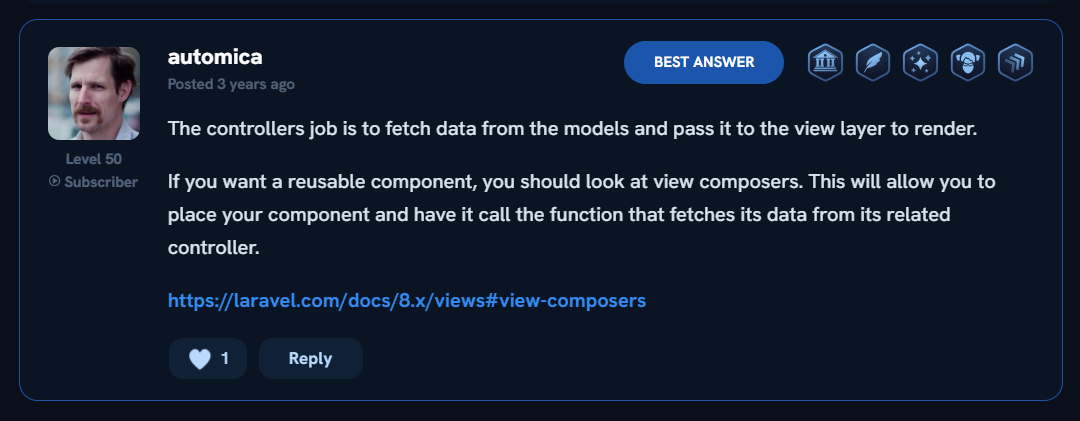 automica
BEST ANSWER
Posted 3 years ago
The controllers job is to fetch data from the models and pass it to the view layer to render.
Level 50
Subscriber
If you want a reusable component, you should look at view composers. This will allow you to
place your component and have it call the function that fetches its data from its related
controller.
https://laravel.com/docs/8.x/views#view-composers
1
Reply